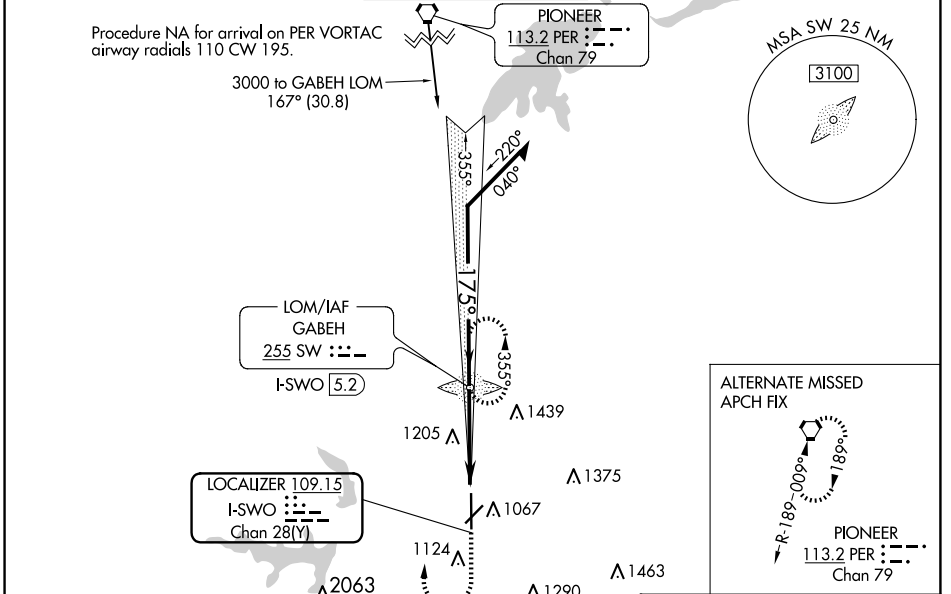 Procedure NA for arrival on PER VORTAC
airway radials 110 CW 195.
PIONEER
113.2 PER
Chan 79
3000 to GABEH LOM
167° (30.8)
MSA SW 25 NM
3100
355°
220°
040°
175°
LOM/IAF
GABEH
255 SW
I-SWO 5.2
355°
1439
1205
1375
LOCALIZER 109.15
I-SWO
Chan 28(Y)
1067
1124
1463
2063
1290
ALTERNATE MISSED
APCH FIX
R-189
009°
189°
PIONEER
113.2 PER
Chan 79